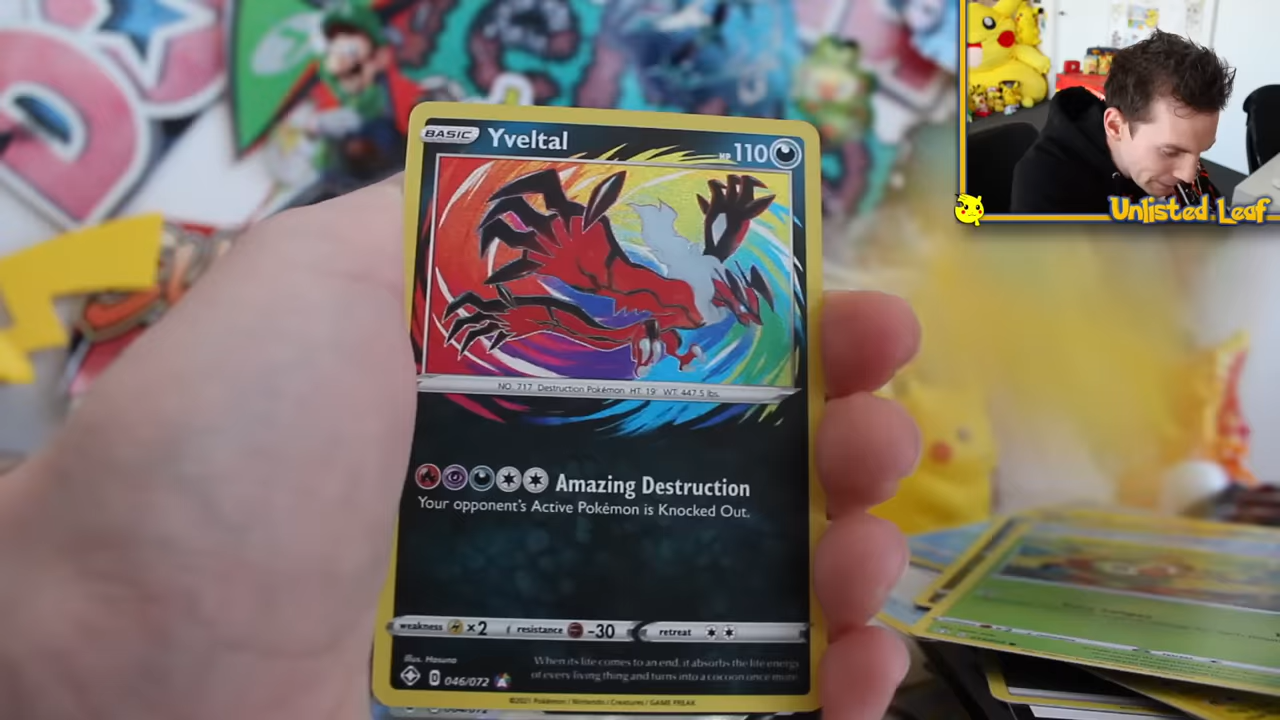 BASIC Yveltal HP 110
NO. 717 Destruction Pokémon HT: 19' WT: 447.5 lbs.
Amazing Destruction
Your opponent's Active Pokémon is Knocked Out.
weakness ×2 resistance -30 retreat
Illus. Hasuno
When its life comes to an end, it absorbs the life energy
of every living thing and turns into a cocoon once more.
D 046/072 A
©2021 Pokémon / Nintendo / Creatures / GAME FREAK
Unlisted Leaf